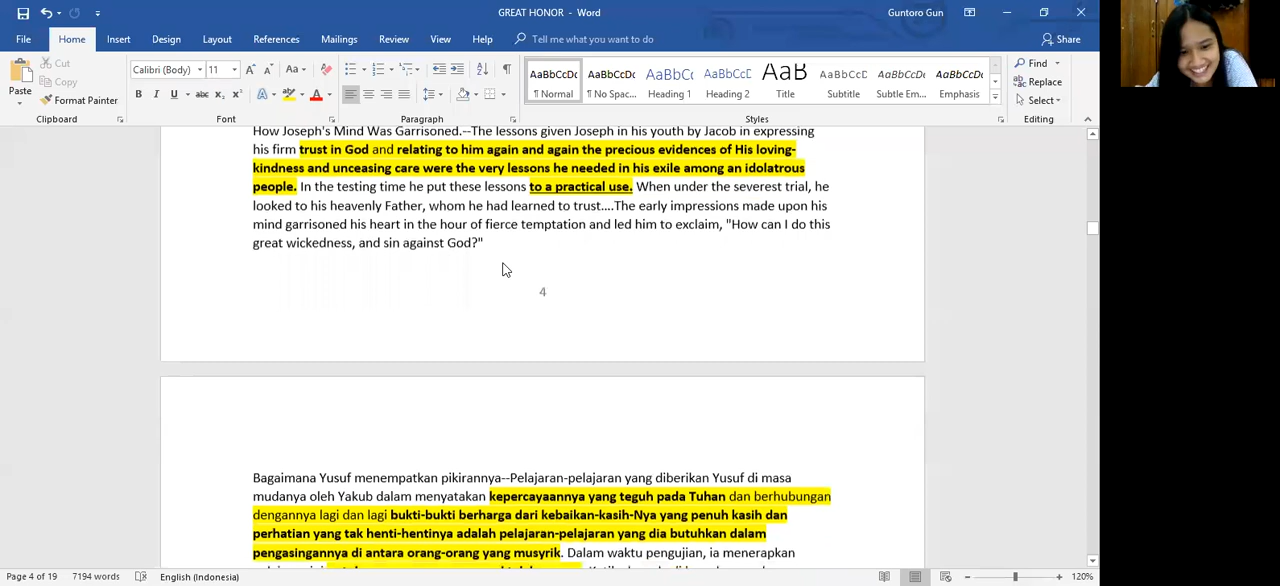 GREAT HONOR - Word
Guntoro Gun
File Home Insert Design Layout References Mailings Review View Help Tell me what you want to do Share
Paste Cut Copy Format Painter
Clipboard
Calibri (Body) 11
Font
Paragraph
AaBbCcDc AaBbCcDc AaBbCc AaBbCcD AaB AaBbCcD AaBbCcDc AaBbCcDc
¶ Normal ¶ No Spac... Heading 1 Heading 2 Title Subtitle Subtle Em... Emphasis
Styles
Find
Replace
Select
Editing
How Joseph's Mind Was Garrisoned.--The lessons given Joseph in his youth by Jacob in expressing
his firm trust in God and relating to him again and again the precious evidences of His loving-
kindness and unceasing care were the very lessons he needed in his exile among an idolatrous
people. In the testing time he put these lessons to a practical use. When under the severest trial, he
looked to his heavenly Father, whom he had learned to trust....The early impressions made upon his
mind garrisoned his heart in the hour of fierce temptation and led him to exclaim, "How can I do this
great wickedness, and sin against God?"
4
Bagaimana Yusuf menempatkan pikirannya--Pelajaran-pelajaran yang diberikan Yusuf di masa
mudanya oleh Yakub dalam menyatakan kepercayaannya yang teguh pada Tuhan dan berhubungan
dengannya lagi dan lagi bukti-bukti berharga dari kebaikan-kasih-Nya yang penuh kasih dan
perhatian yang tak henti-hentinya adalah pelajaran-pelajaran yang dia butuhkan dalam
pengasingannya di antara orang-orang yang musyrik. Dalam waktu pengujian, ia menerapkan
Page 4 of 19 7194 words English (Indonesia) 120%